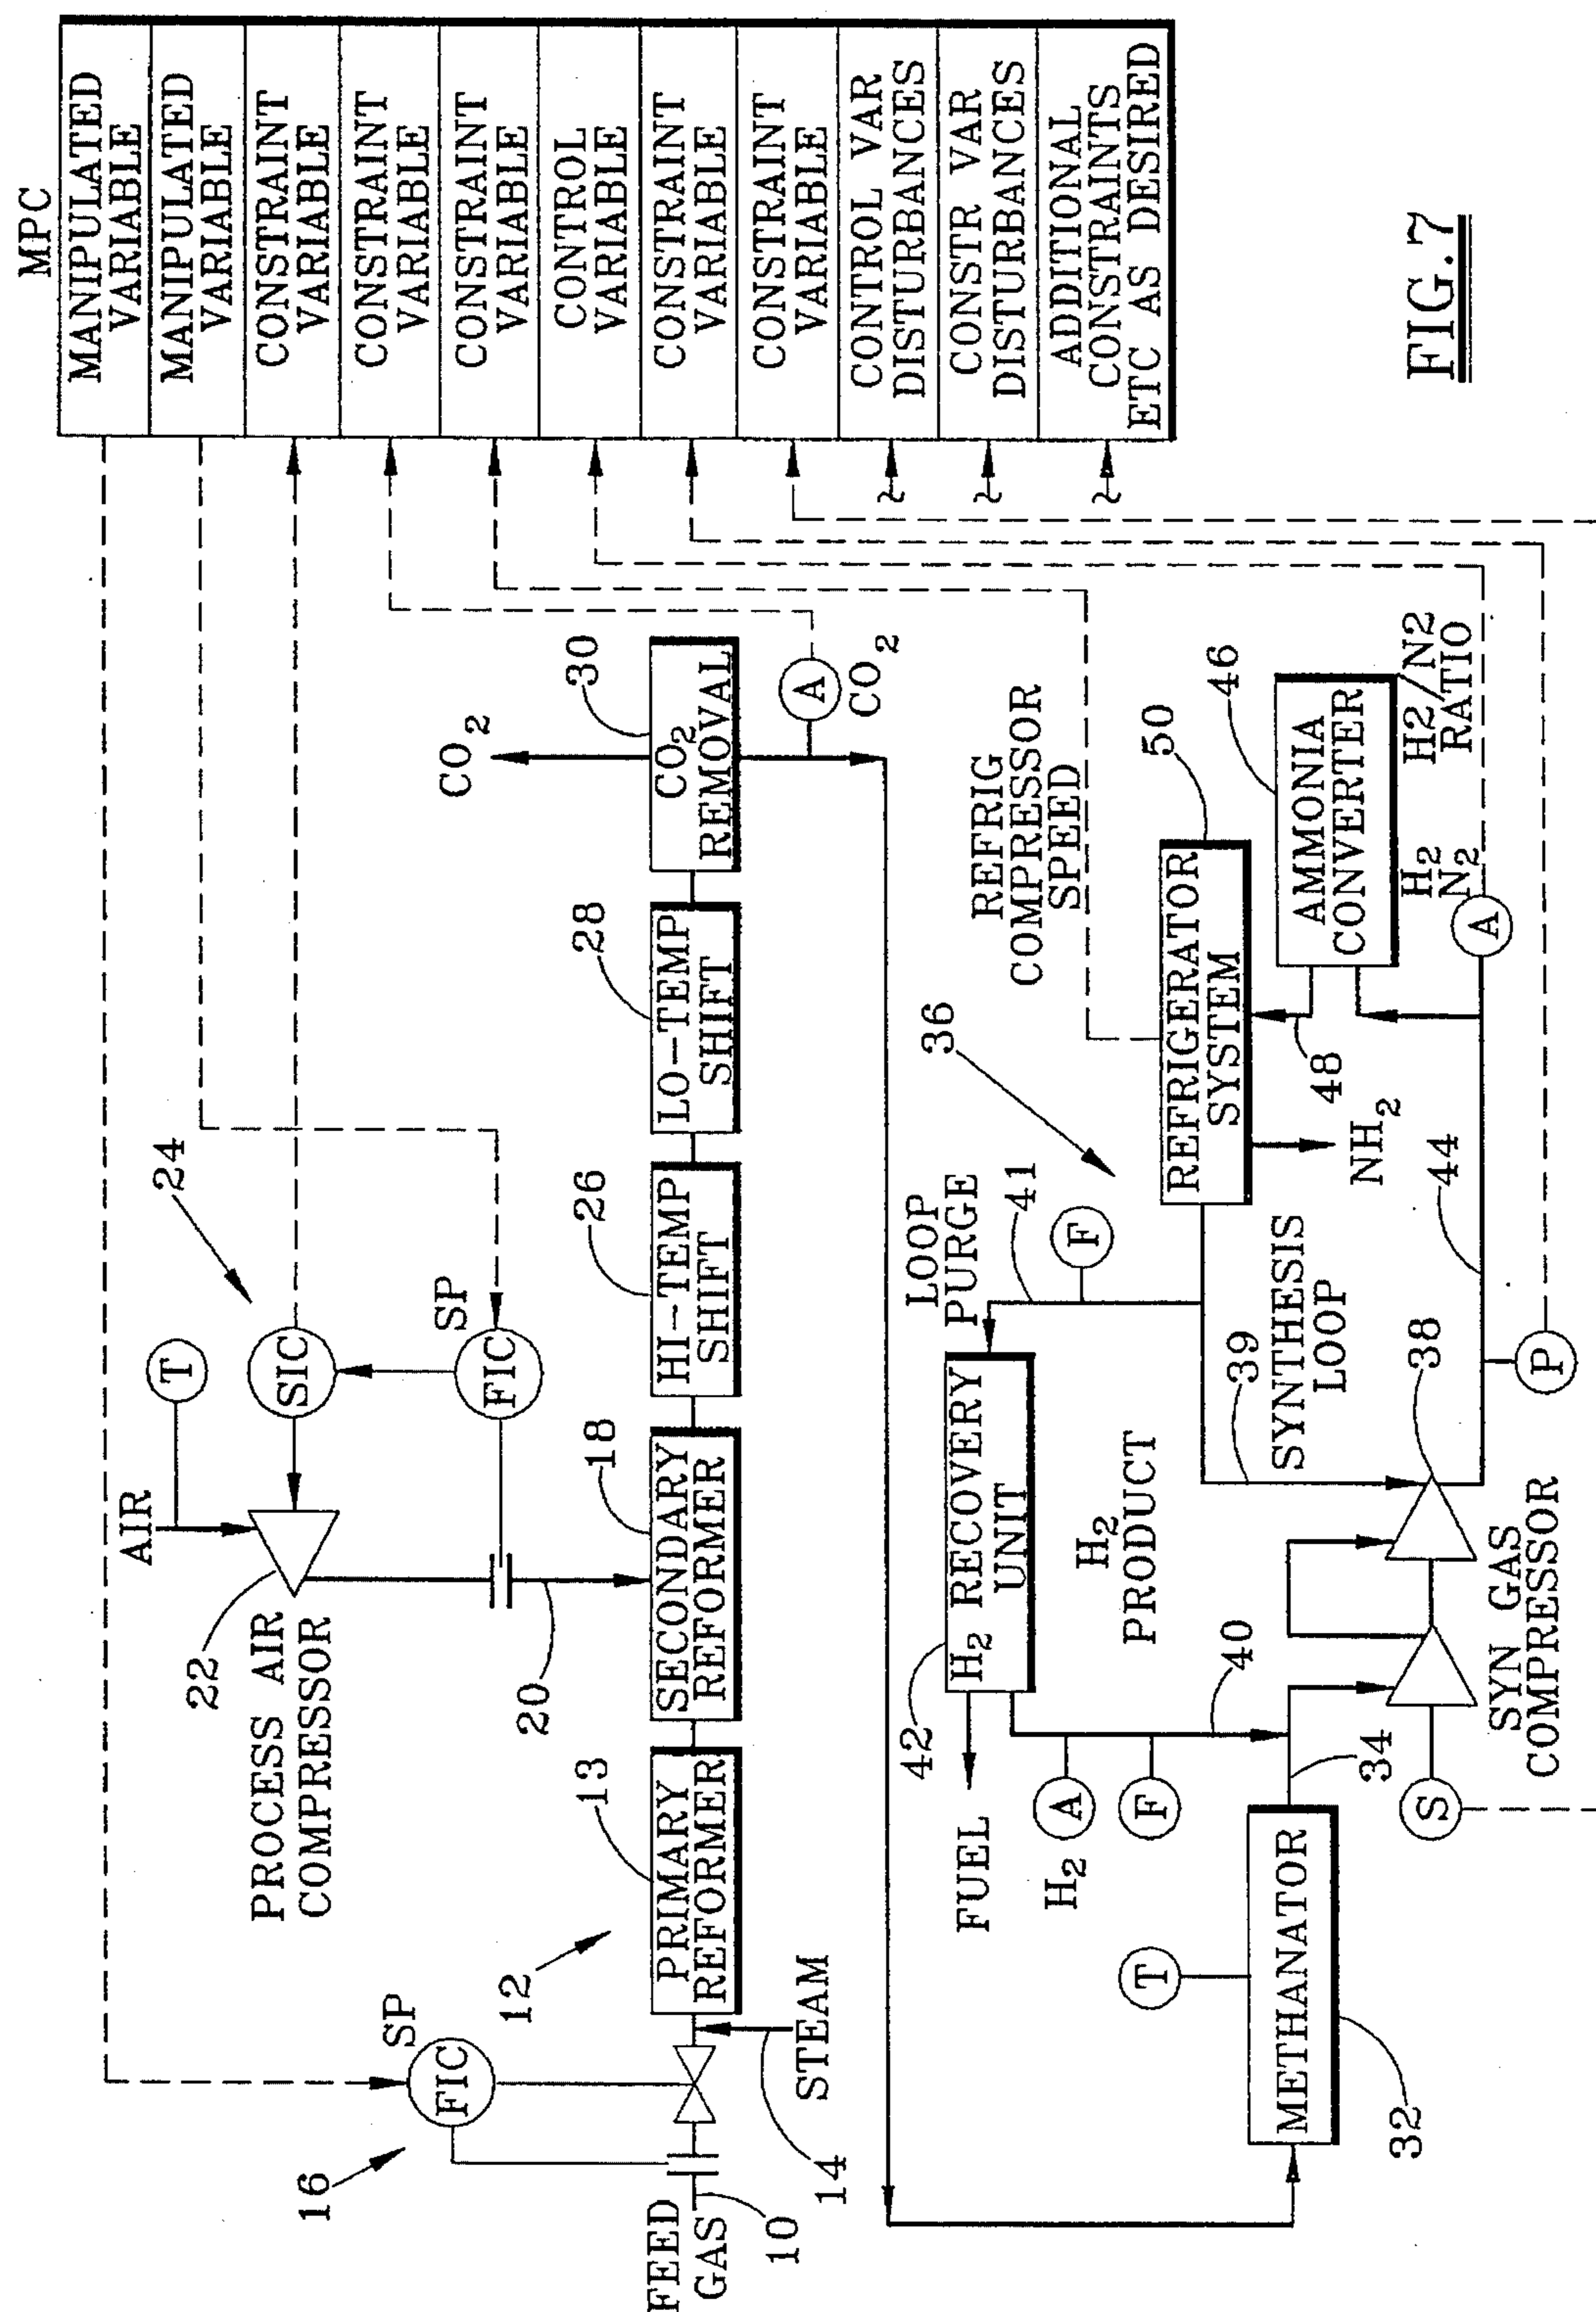 MPC
MANIPULATED
VARIABLE
MANIPULATED
VARIABLE
CONSTRAINT
VARIABLE
CONSTRAINT
VARIABLE
CONSTRAINT
VARIABLE
CONTROL
VARIABLE
CONSTRAINT
VARIABLE
CONSTRAINT
VARIABLE
CONTROL VAR
DISTURBANCES
CONSTR VAR
DISTURBANCES
ADDITIONAL
CONSTRAINTS
ETC AS DESIRED
AIR
T
24
SIC
22
PROCESS AIR
COMPRESSOR
SP
FIC
20
16
SP
FIC
12
FEED
GAS
10
14
STEAM
13
PRIMARY
REFORMER
18
SECONDARY
REFORMER
26
HI-TEMP
SHIFT
28
LO-TEMP
SHIFT
CO2
30
CO2
REMOVAL
A
CO2
LOOP
PURGE
41
F
36
REFRIG
COMPRESSOR
SPEED
42
H2 RECOVERY
UNIT
FUEL
H2
A
F
H2
PRODUCT
40
REFRIGERATOR
SYSTEM
50
NH2
48
46
AMMONIA
CONVERTER
H2
N2
H2/N2
RATIO
A
39
SYNTHESIS
LOOP
T
METHANATOR
32
34
38
44
S
SYN GAS
COMPRESSOR
P
FIG.7